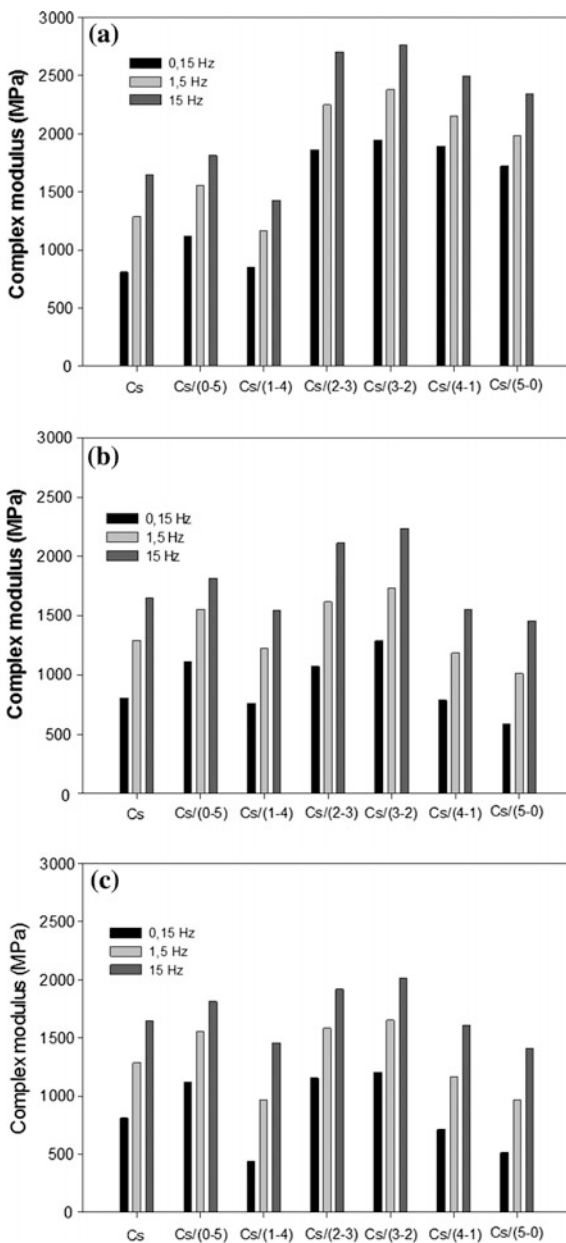 (a)
Complex modulus (MPa)
3000
2500
2000
1500
1000
500
0
0,15 Hz
1,5 Hz
15 Hz
Cs Cs/(0-5) Cs/(1-4) Cs/(2-3) Cs/(3-2) Cs/(4-1) Cs/(5-0)
(b)
Complex modulus (MPa)
3000
2500
2000
1500
1000
500
0
0,15 Hz
1,5 Hz
15 Hz
Cs Cs/(0-5) Cs/(1-4) Cs/(2-3) Cs/(3-2) Cs/(4-1) Cs/(5-0)
(c)
Complex modulus (MPa)
3000
2500
2000
1500
1000
500
0
0,15 Hz
1,5 Hz
15 Hz
Cs Cs/(0-5) Cs/(1-4) Cs/(2-3) Cs/(3-2) Cs/(4-1) Cs/(5-0)